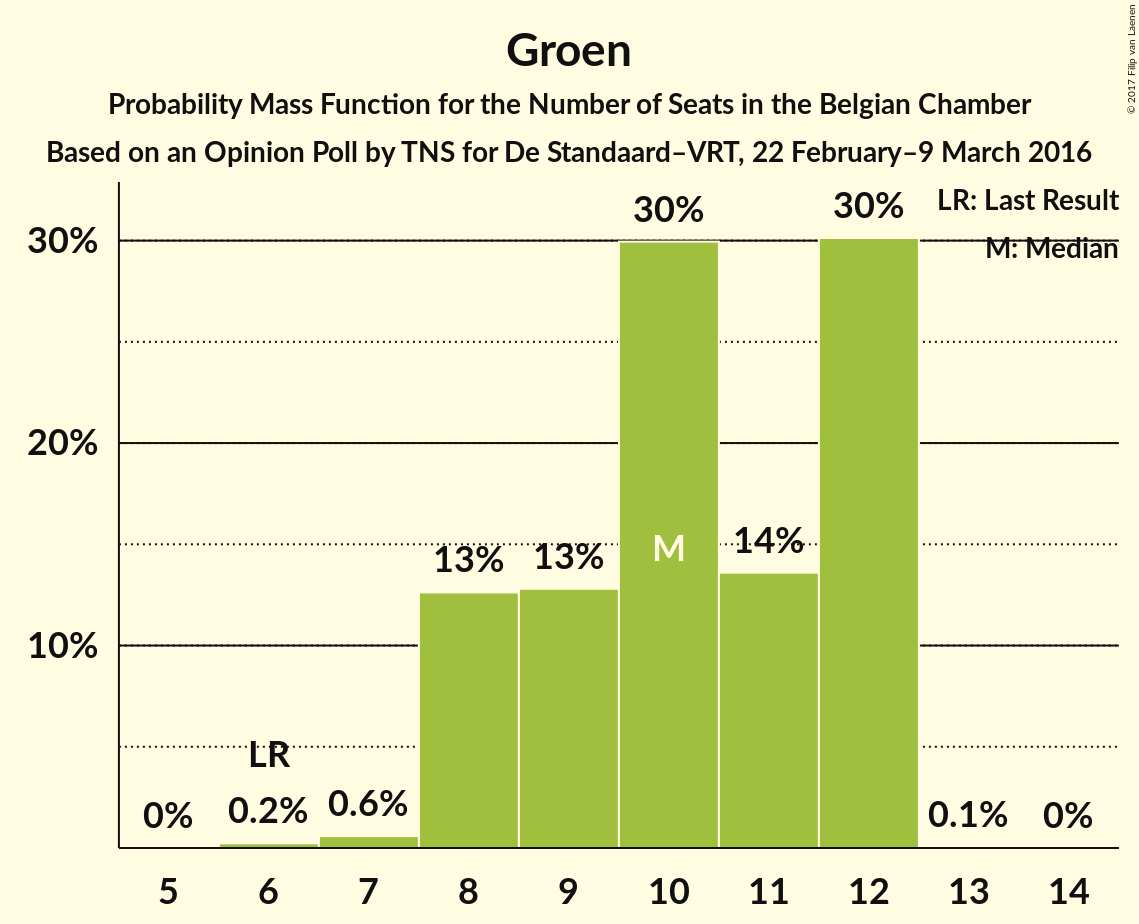 Groen
Probability Mass Function for the Number of Seats in the Belgian Chamber
Based on an Opinion Poll by TNS for De Standaard–VRT, 22 February–9 March 2016
© 2017 Filip van Laenen
LR: Last Result
M: Median
30%
20%
10%
0%
LR
0.2%
0.6%
13%
13%
30%
M
14%
30%
0.1%
0%
5 6 7 8 9 10 11 12 13 14